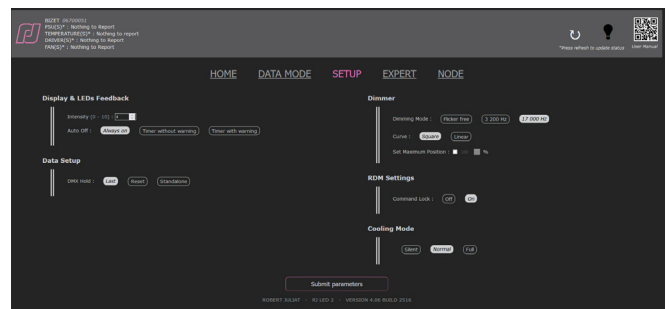 BIZET 06700051
PSU(S)* : Nothing to Report
TEMPERATURE(S)* : Nothing to report
DRIVER(S)* : Nothing to Report
FAN(S)* : Nothing to Report
*Press refresh to update status
User Manual
HOME DATA MODE SETUP EXPERT NODE
Display & LEDs Feedback
Intensity (0 - 10) :
Auto Off : Always on Timer without warning Timer with warning
Data Setup
DMX Hold : Last Reset Standalone
Dimmer
Dimming Mode : Flicker free 3 200 Hz 17 000 Hz
Curve : Square Linear
Set Maximum Position : %
RDM Settings
Command Lock : Off On
Cooling Mode
Silent Normal Full
Submit parameters
ROBERT JULIAT - RJ LED 2 - VERSION 4.06 BUILD 2516